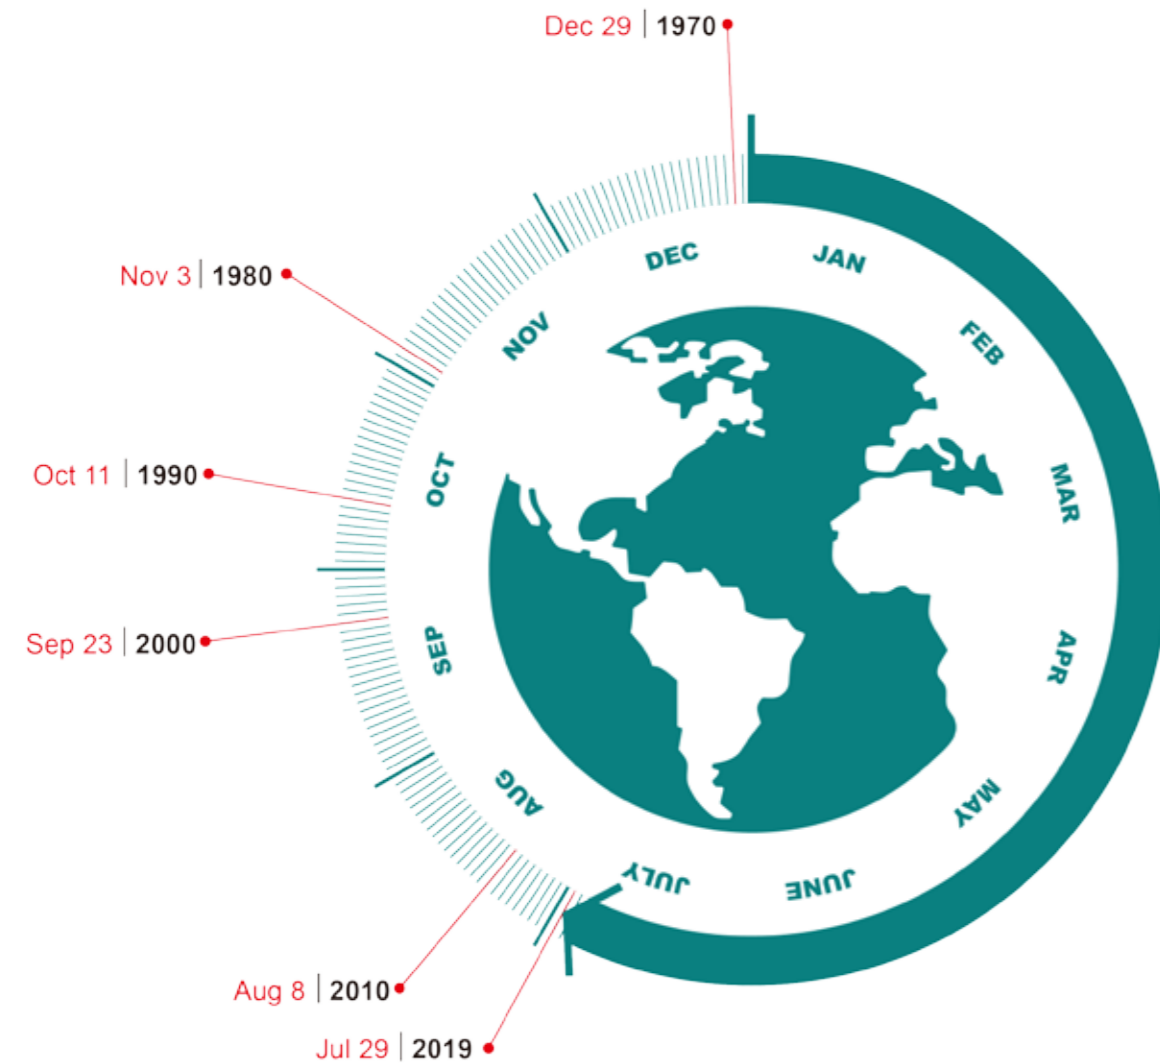 Dec 29 | 1970
Nov 3 | 1980
Oct 11 | 1990
Sep 23 | 2000
Aug 8 | 2010
Jul 29 | 2019
JAN
FEB
MAR
APR
MAY
JUNE
JULY
AUG
SEP
OCT
NOV
DEC